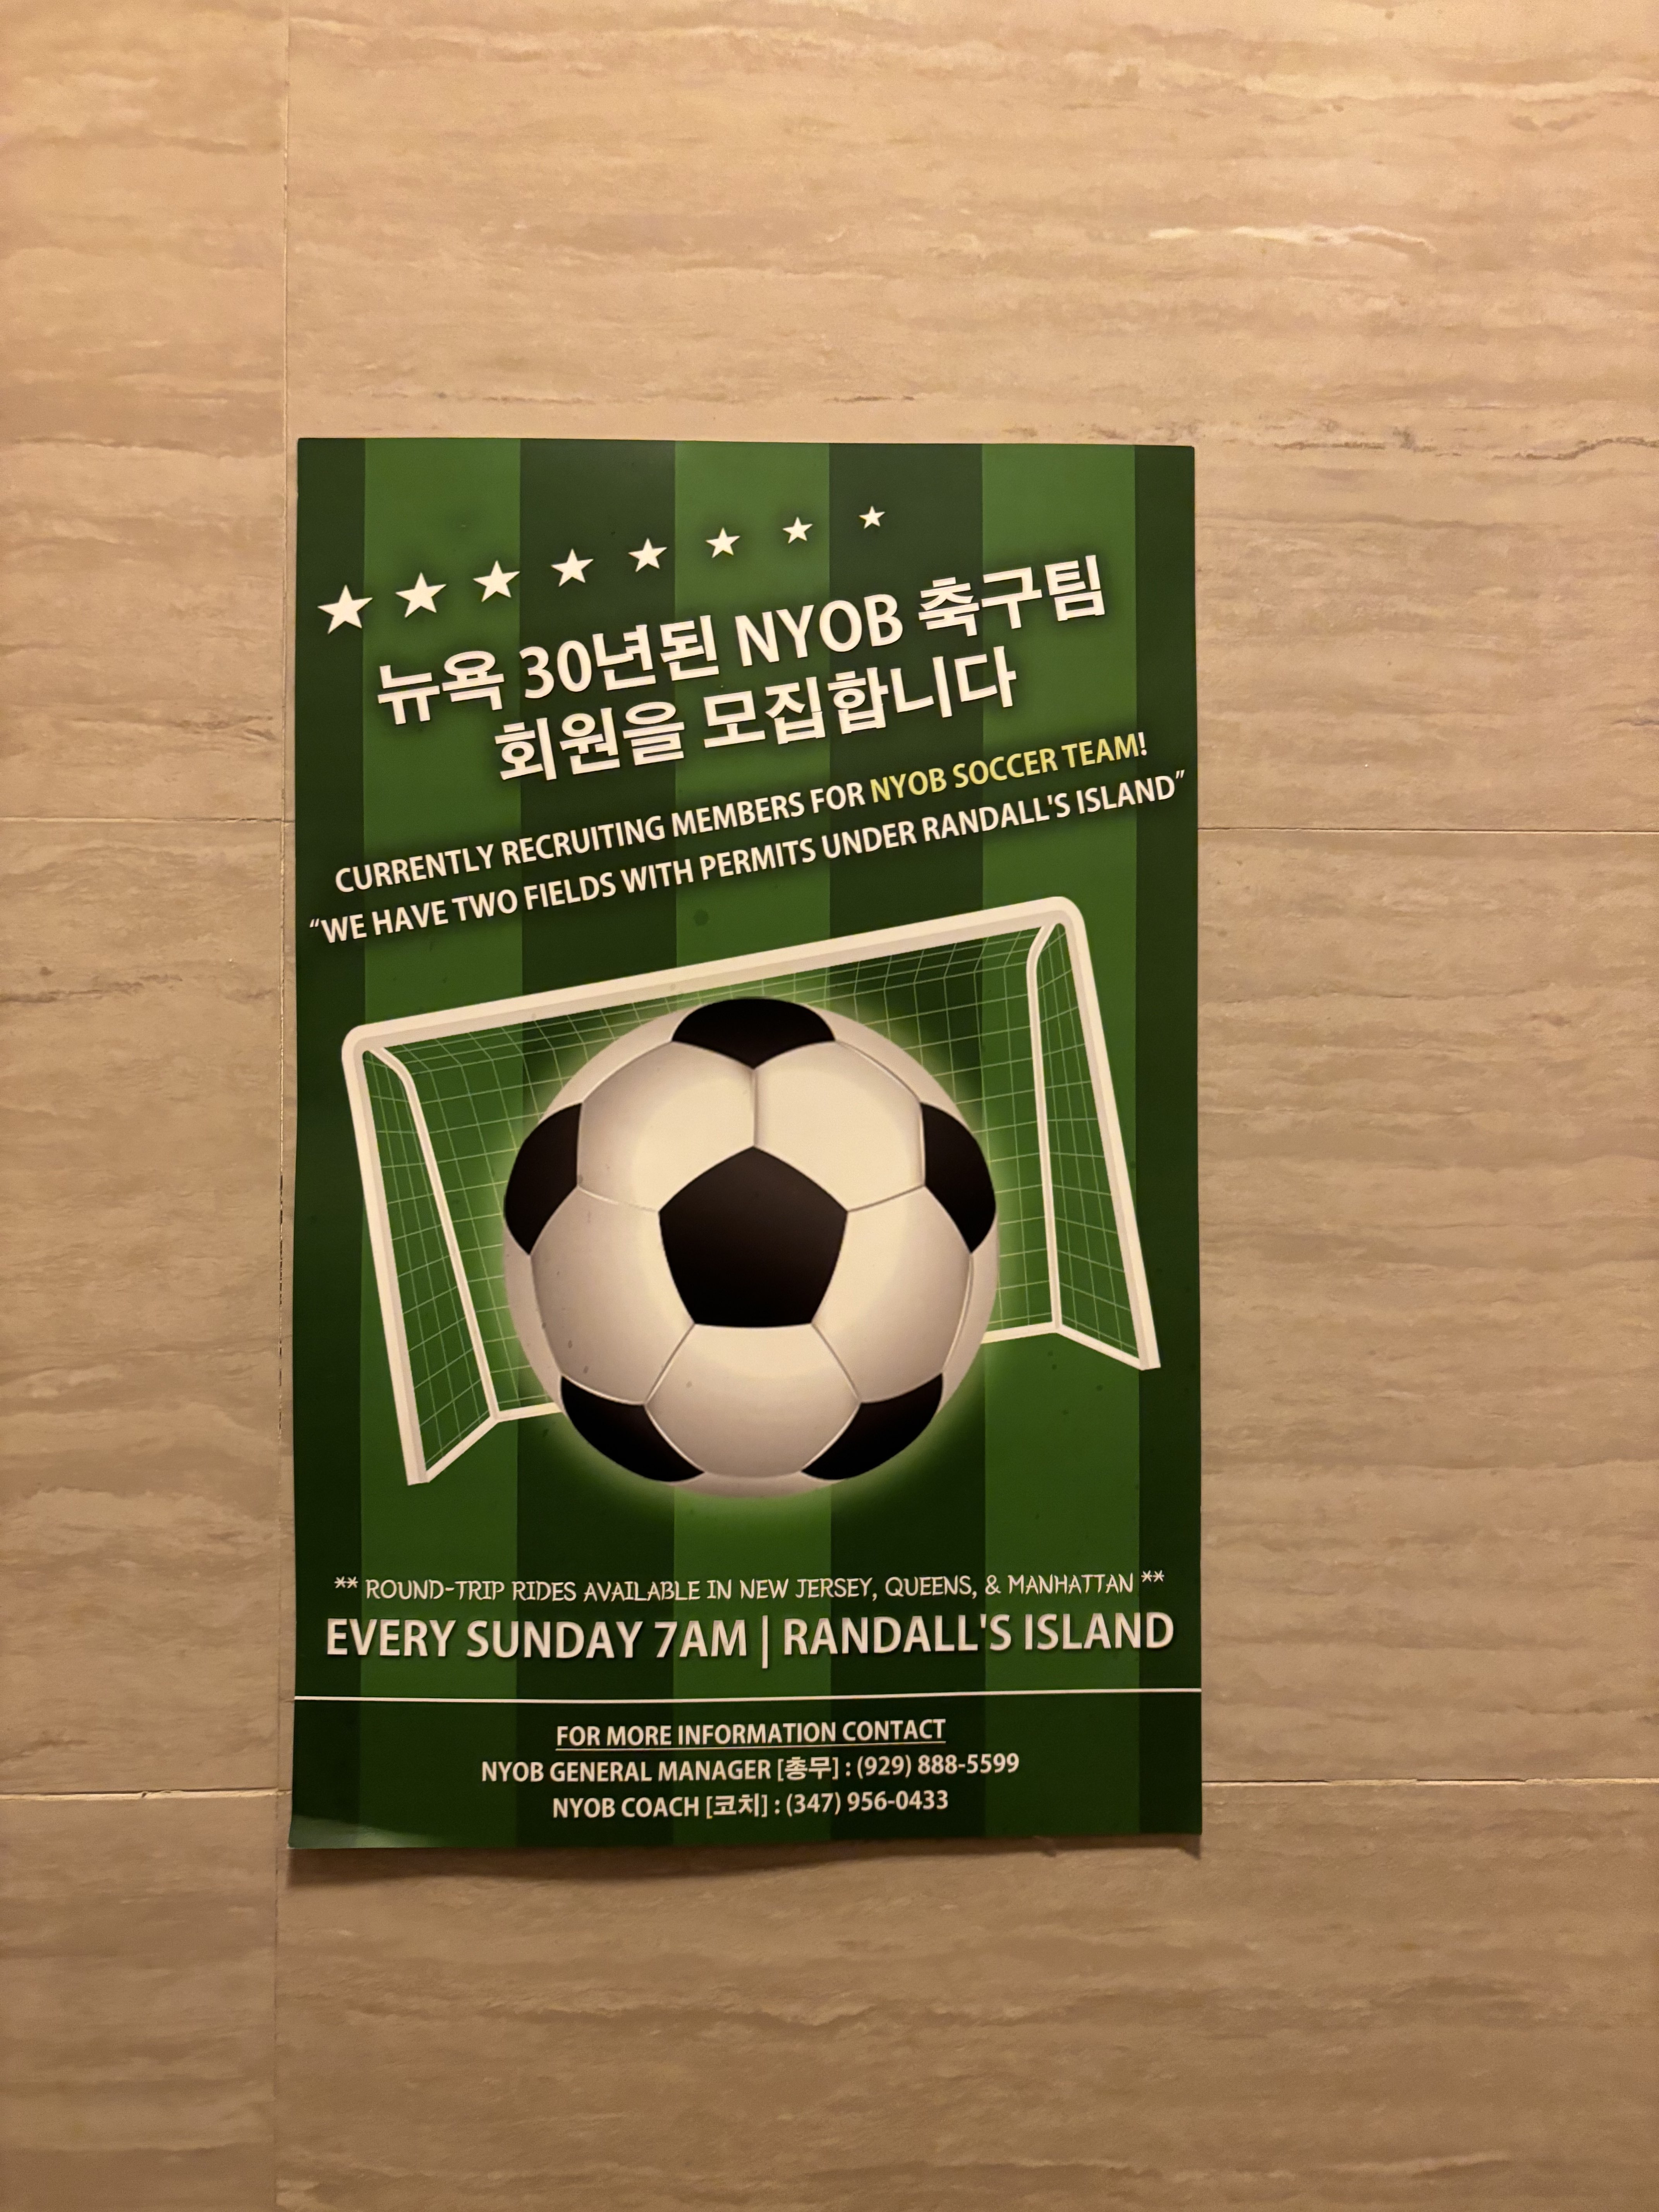 뉴욕 30년된 NYOB 축구팀
회원을 모집합니다
CURRENTLY RECRUITING MEMBERS FOR NYOB SOCCER TEAM!
“WE HAVE TWO FIELDS WITH PERMITS UNDER RANDALL'S ISLAND”
** ROUND-TRIP RIDES AVAILABLE IN NEW JERSEY, QUEENS, & MANHATTAN **
EVERY SUNDAY 7AM | RANDALL'S ISLAND
FOR MORE INFORMATION CONTACT
NYOB GENERAL MANAGER [총무] : (929) 888-5599
NYOB COACH [코치] : (347) 956-0433